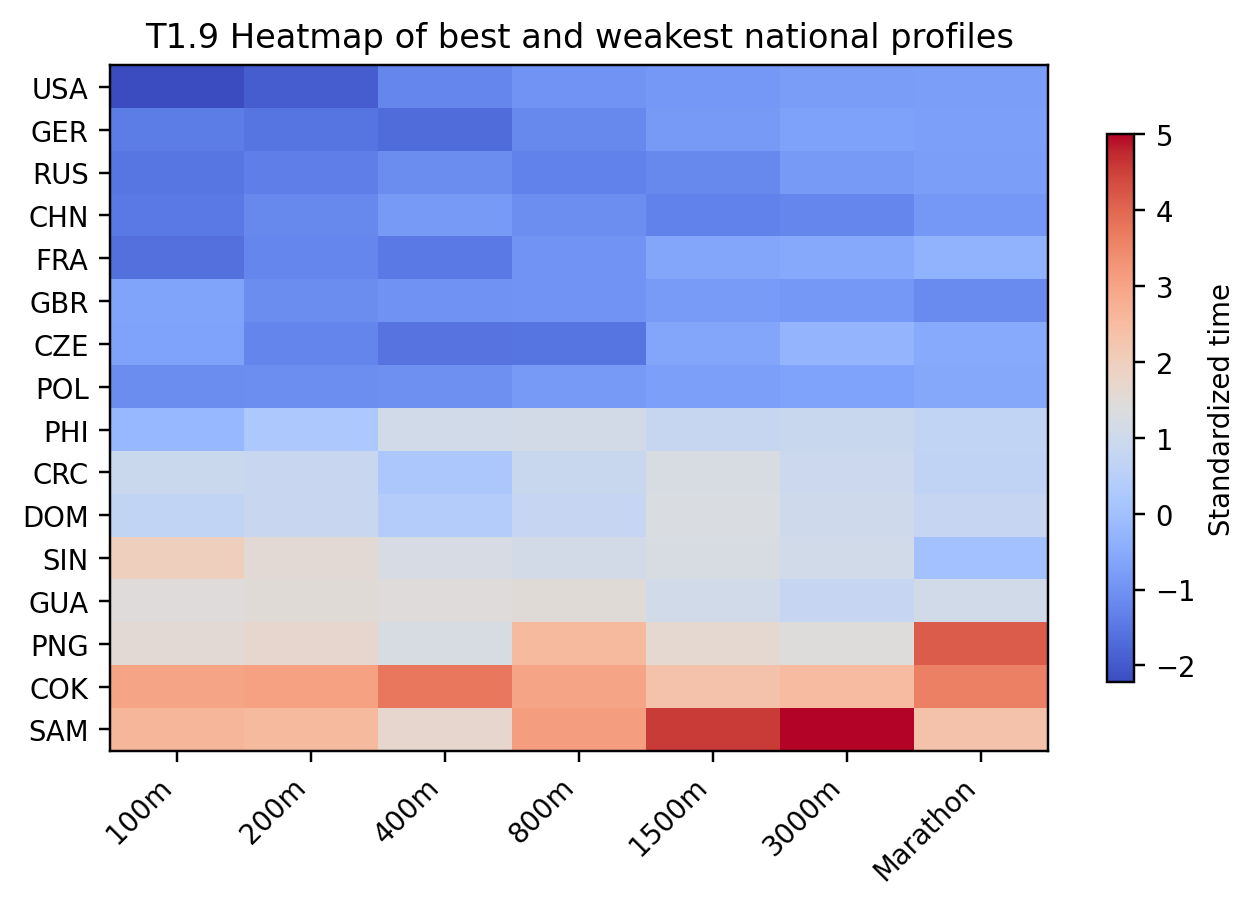 T1.9 Heatmap of best and weakest national profiles
USA
GER
RUS
CHN
FRA
GBR
CZE
POL
PHI
CRC
DOM
SIN
GUA
PNG
COK
SAM
100m
200m
400m
800m
1500m
3000m
Marathon
5
4
3
2
1
0
−1
−2
Standardized time